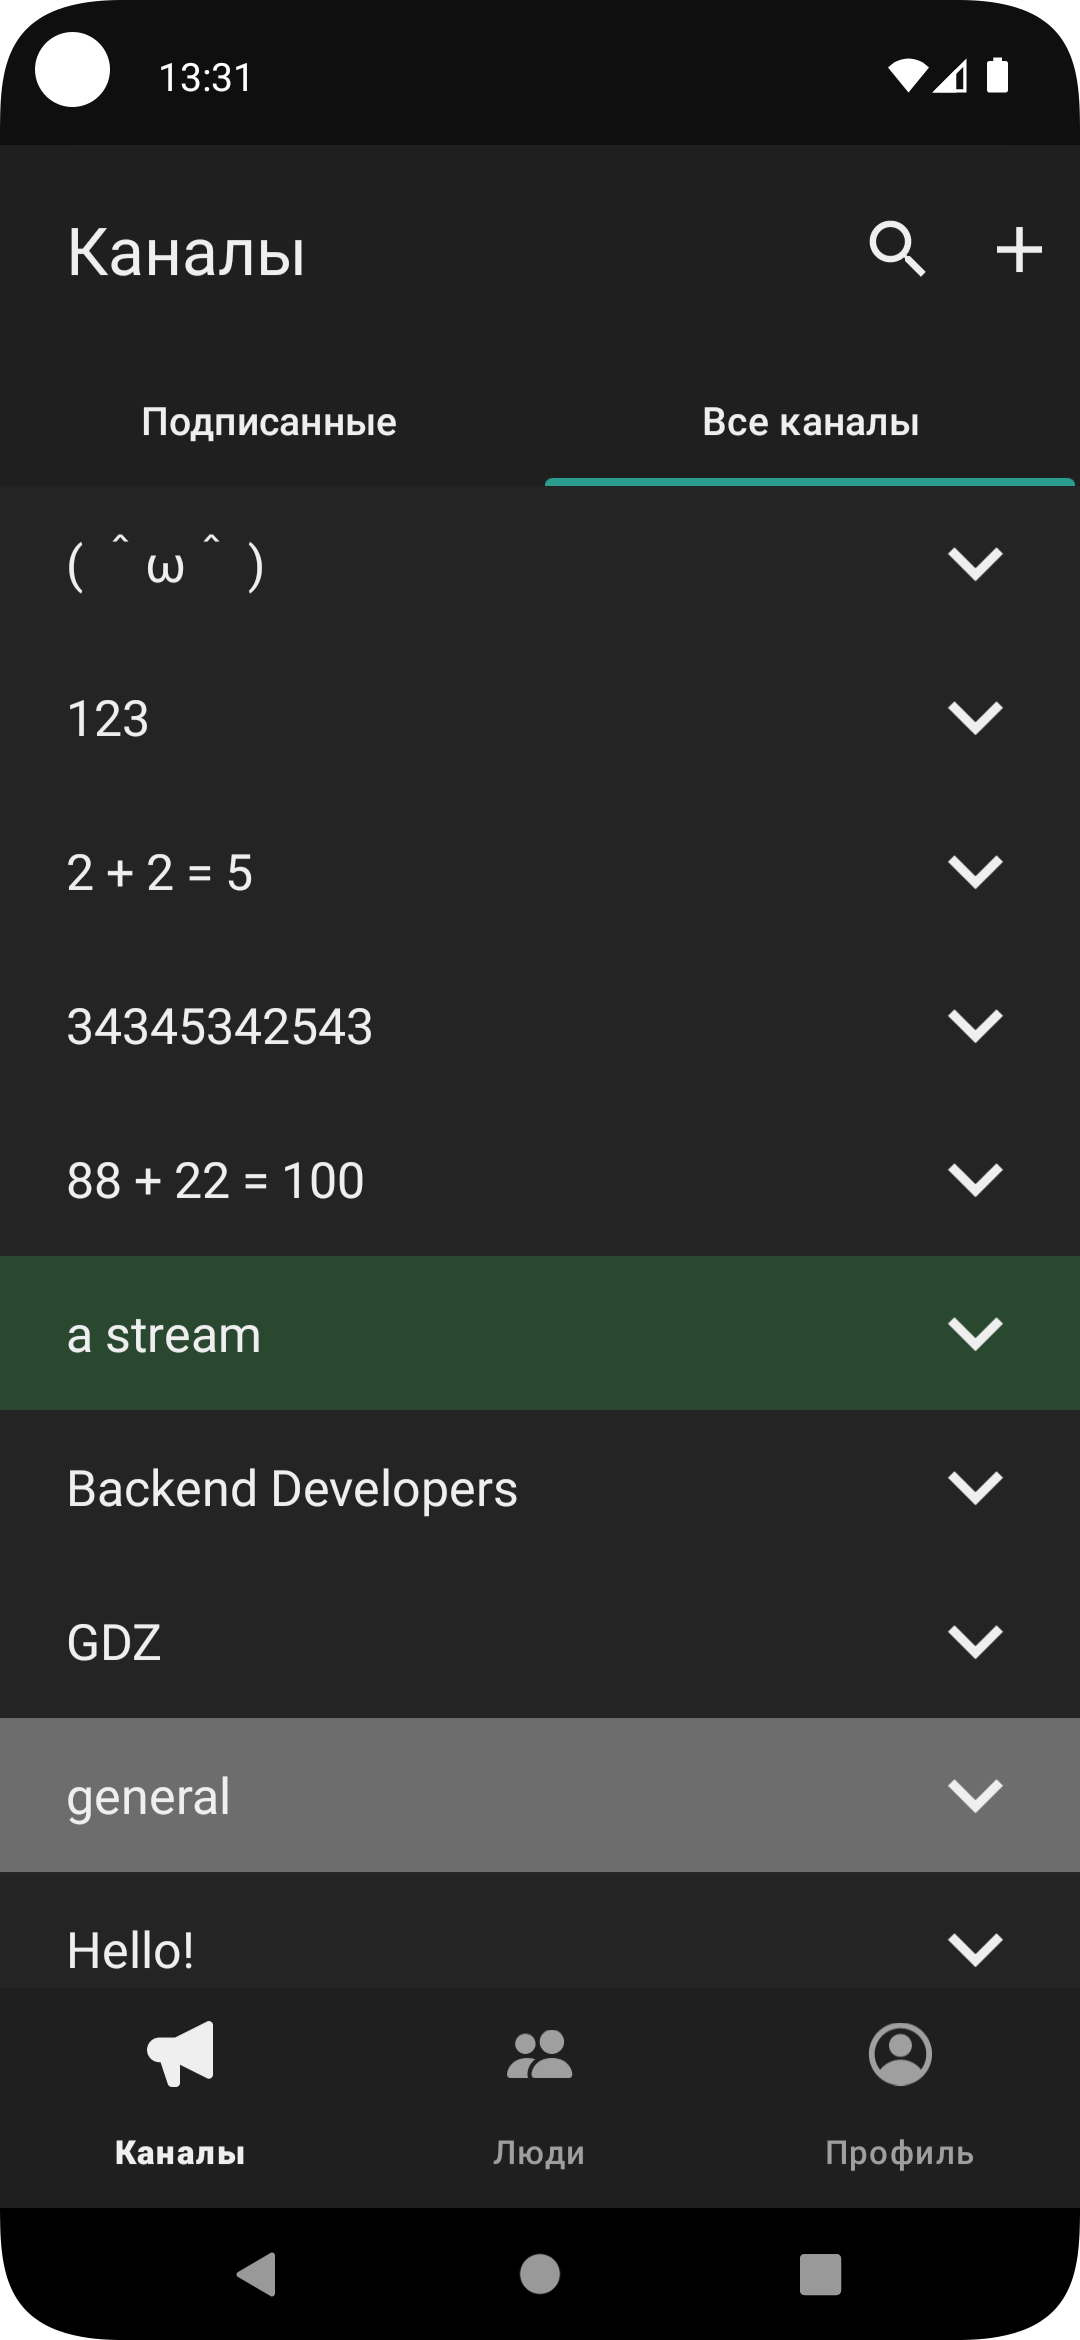 13:31
Каналы
Подписанные
Все каналы
( ＾ω＾ )
123
2 + 2 = 5
34345342543
88 + 22 = 100
a stream
Backend Developers
GDZ
general
Hello!
Каналы
Люди
Профиль